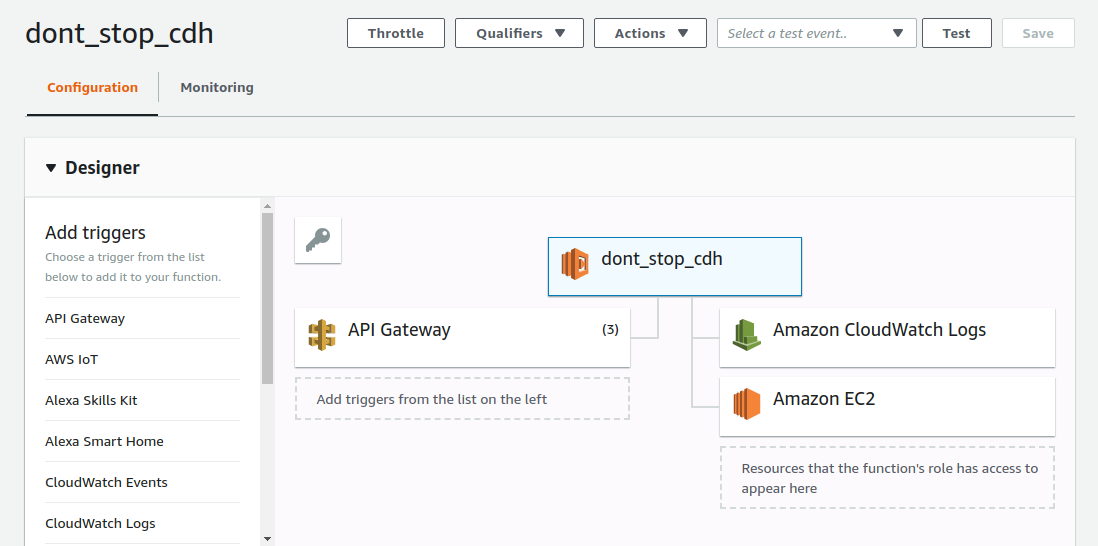 dont_stop_cdh
Throttle
Qualifiers
Actions
Select a test event..
Test
Save
Configuration
Monitoring
Designer
Add triggers
Choose a trigger from the list
below to add it to your function.
API Gateway
AWS IoT
Alexa Skills Kit
Alexa Smart Home
CloudWatch Events
CloudWatch Logs
dont_stop_cdh
API Gateway (3)
Add triggers from the list on the left
Amazon CloudWatch Logs
Amazon EC2
Resources that the function's role has access to
appear here